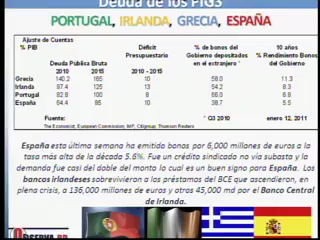 Deuda de los PIGS
PORTUGAL, IRLANDA, GRECIA, ESPAÑA
Ajuste de Cuentas
% PIB
Deuda Pública Bruta
Deficit Presupuestario
% de bonos del Gobierno depositados en el extranjero *
10 años
% Rendimiento Bonos del Gobierno
2010 2015 2010 - 2015
Grecia 140.2 165 10 58.0 11.3
Irlanda 97.4 125 13 54.2 8.3
Portugal 82.8 100 8 66.0 6.8
España 64.4 85 10 38.7 5.5
Fuente: * Q3 2010 enero 12, 2011
The Economist, European Commission; IMF, Citigroup; Thomson Reuters
España esta última semana ha emitido bonos por 6,000 millones de euros a la
tasa más alta de la década 5.6%. Fue un crédito sindicado no vía subasta y la
demanda fue casi del doble del monto lo cual es un buen signo para España. Los
bancos irlandeses sobrevivieron a los préstamos del BCE que ascendieron, en
plena crisis, a 136,000 millones de euros y otros 45,000 md por el Banco Central
de Irlanda.